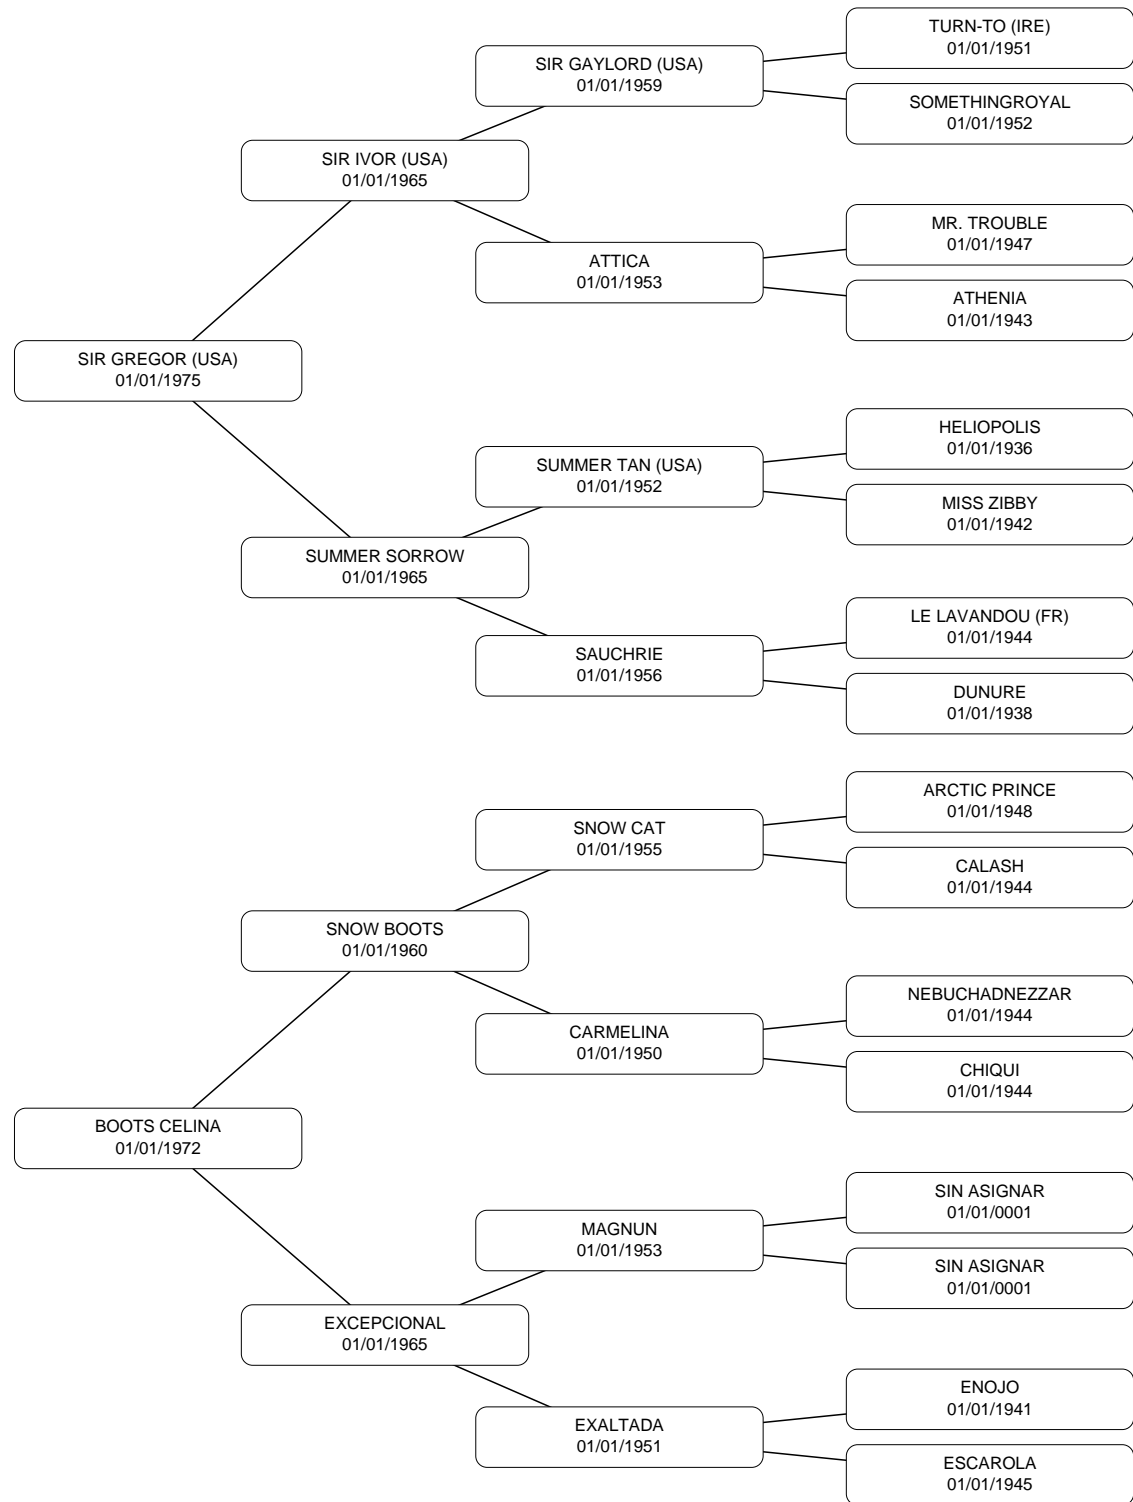 TURN-TO (IRE)
01/01/1951
SIR GAYLORD (USA)
01/01/1959
SOMETHINGROYAL
01/01/1952
SIR IVOR (USA)
01/01/1965
MR. TROUBLE
01/01/1947
ATTICA
01/01/1953
ATHENIA
01/01/1943
SIR GREGOR (USA)
01/01/1975
HELIOPOLIS
01/01/1936
SUMMER TAN (USA)
01/01/1952
MISS ZIBBY
01/01/1942
SUMMER SORROW
01/01/1965
LE LAVANDOU (FR)
01/01/1944
SAUCHRIE
01/01/1956
DUNURE
01/01/1938
ARCTIC PRINCE
01/01/1948
SNOW CAT
01/01/1955
CALASH
01/01/1944
SNOW BOOTS
01/01/1960
NEBUCHADNEZZAR
01/01/1944
CARMELINA
01/01/1950
CHIQUI
01/01/1944
BOOTS CELINA
01/01/1972
SIN ASIGNAR
01/01/0001
MAGNUN
01/01/1953
SIN ASIGNAR
01/01/0001
EXCEPCIONAL
01/01/1965
ENOJO
01/01/1941
EXALTADA
01/01/1951
ESCAROLA
01/01/1945